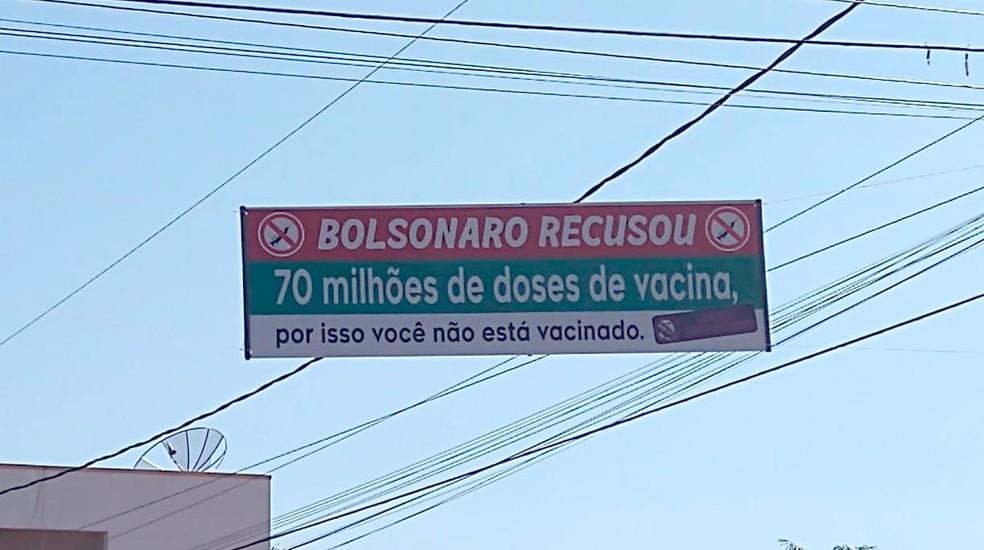 BOLSONARO RECUSOU
70 milhões de doses de vacina,
por isso você não está vacinado.